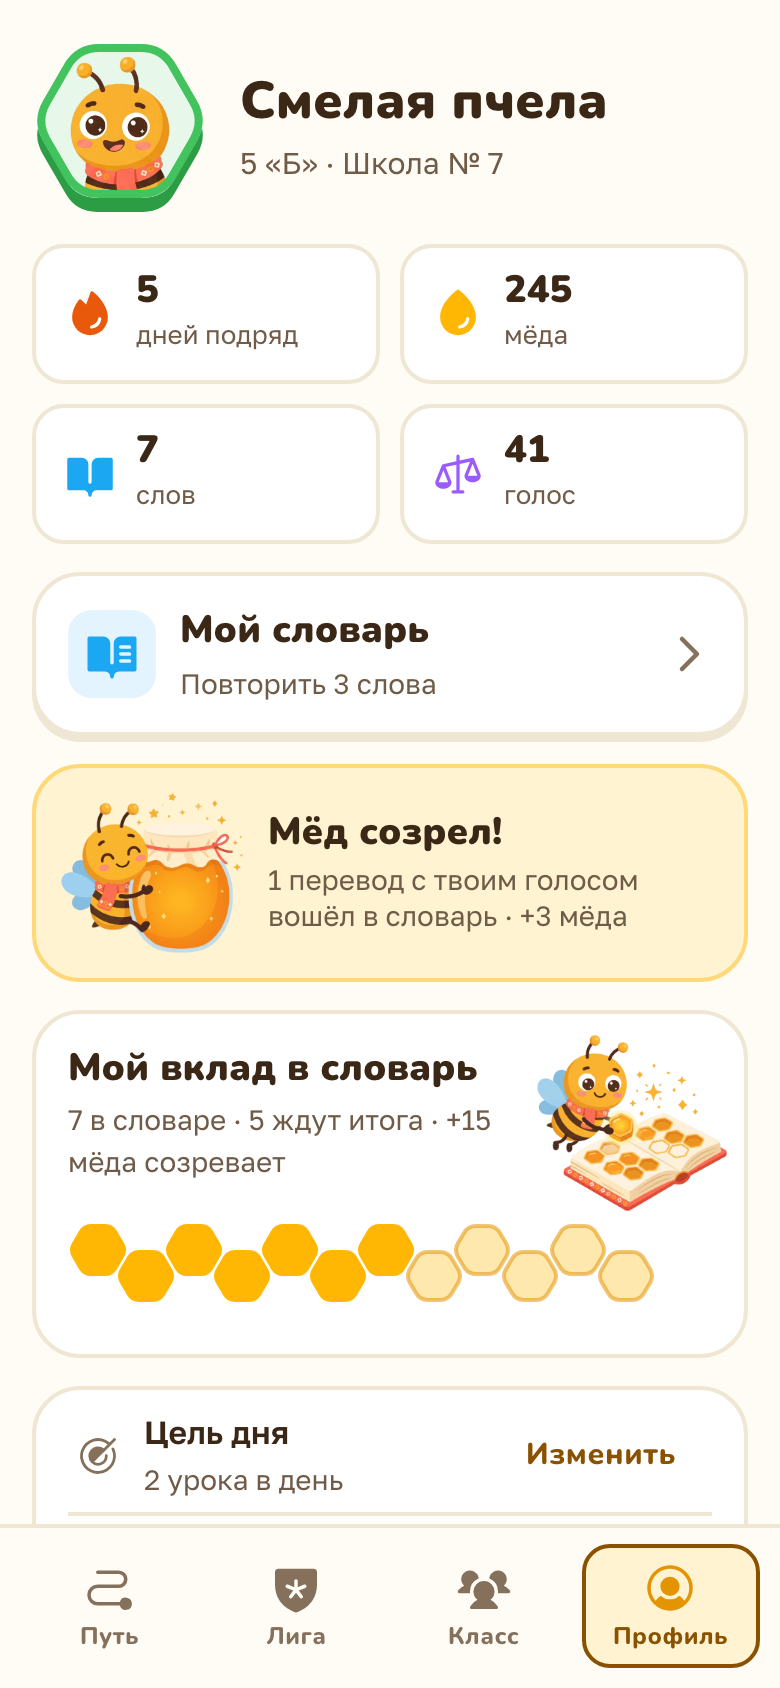 Смелая пчела
5 «Б» · Школа № 7
5
дней подряд
245
мёда
7
слов
41
голос
Мой словарь
Повторить 3 слова
Мёд созрел!
1 перевод с твоим голосом
вошёл в словарь · +3 мёда
Мой вклад в словарь
7 в словаре · 5 ждут итога · +15
мёда созревает
Цель дня
2 урока в день
Изменить
Путь
Лига
Класс
Профиль